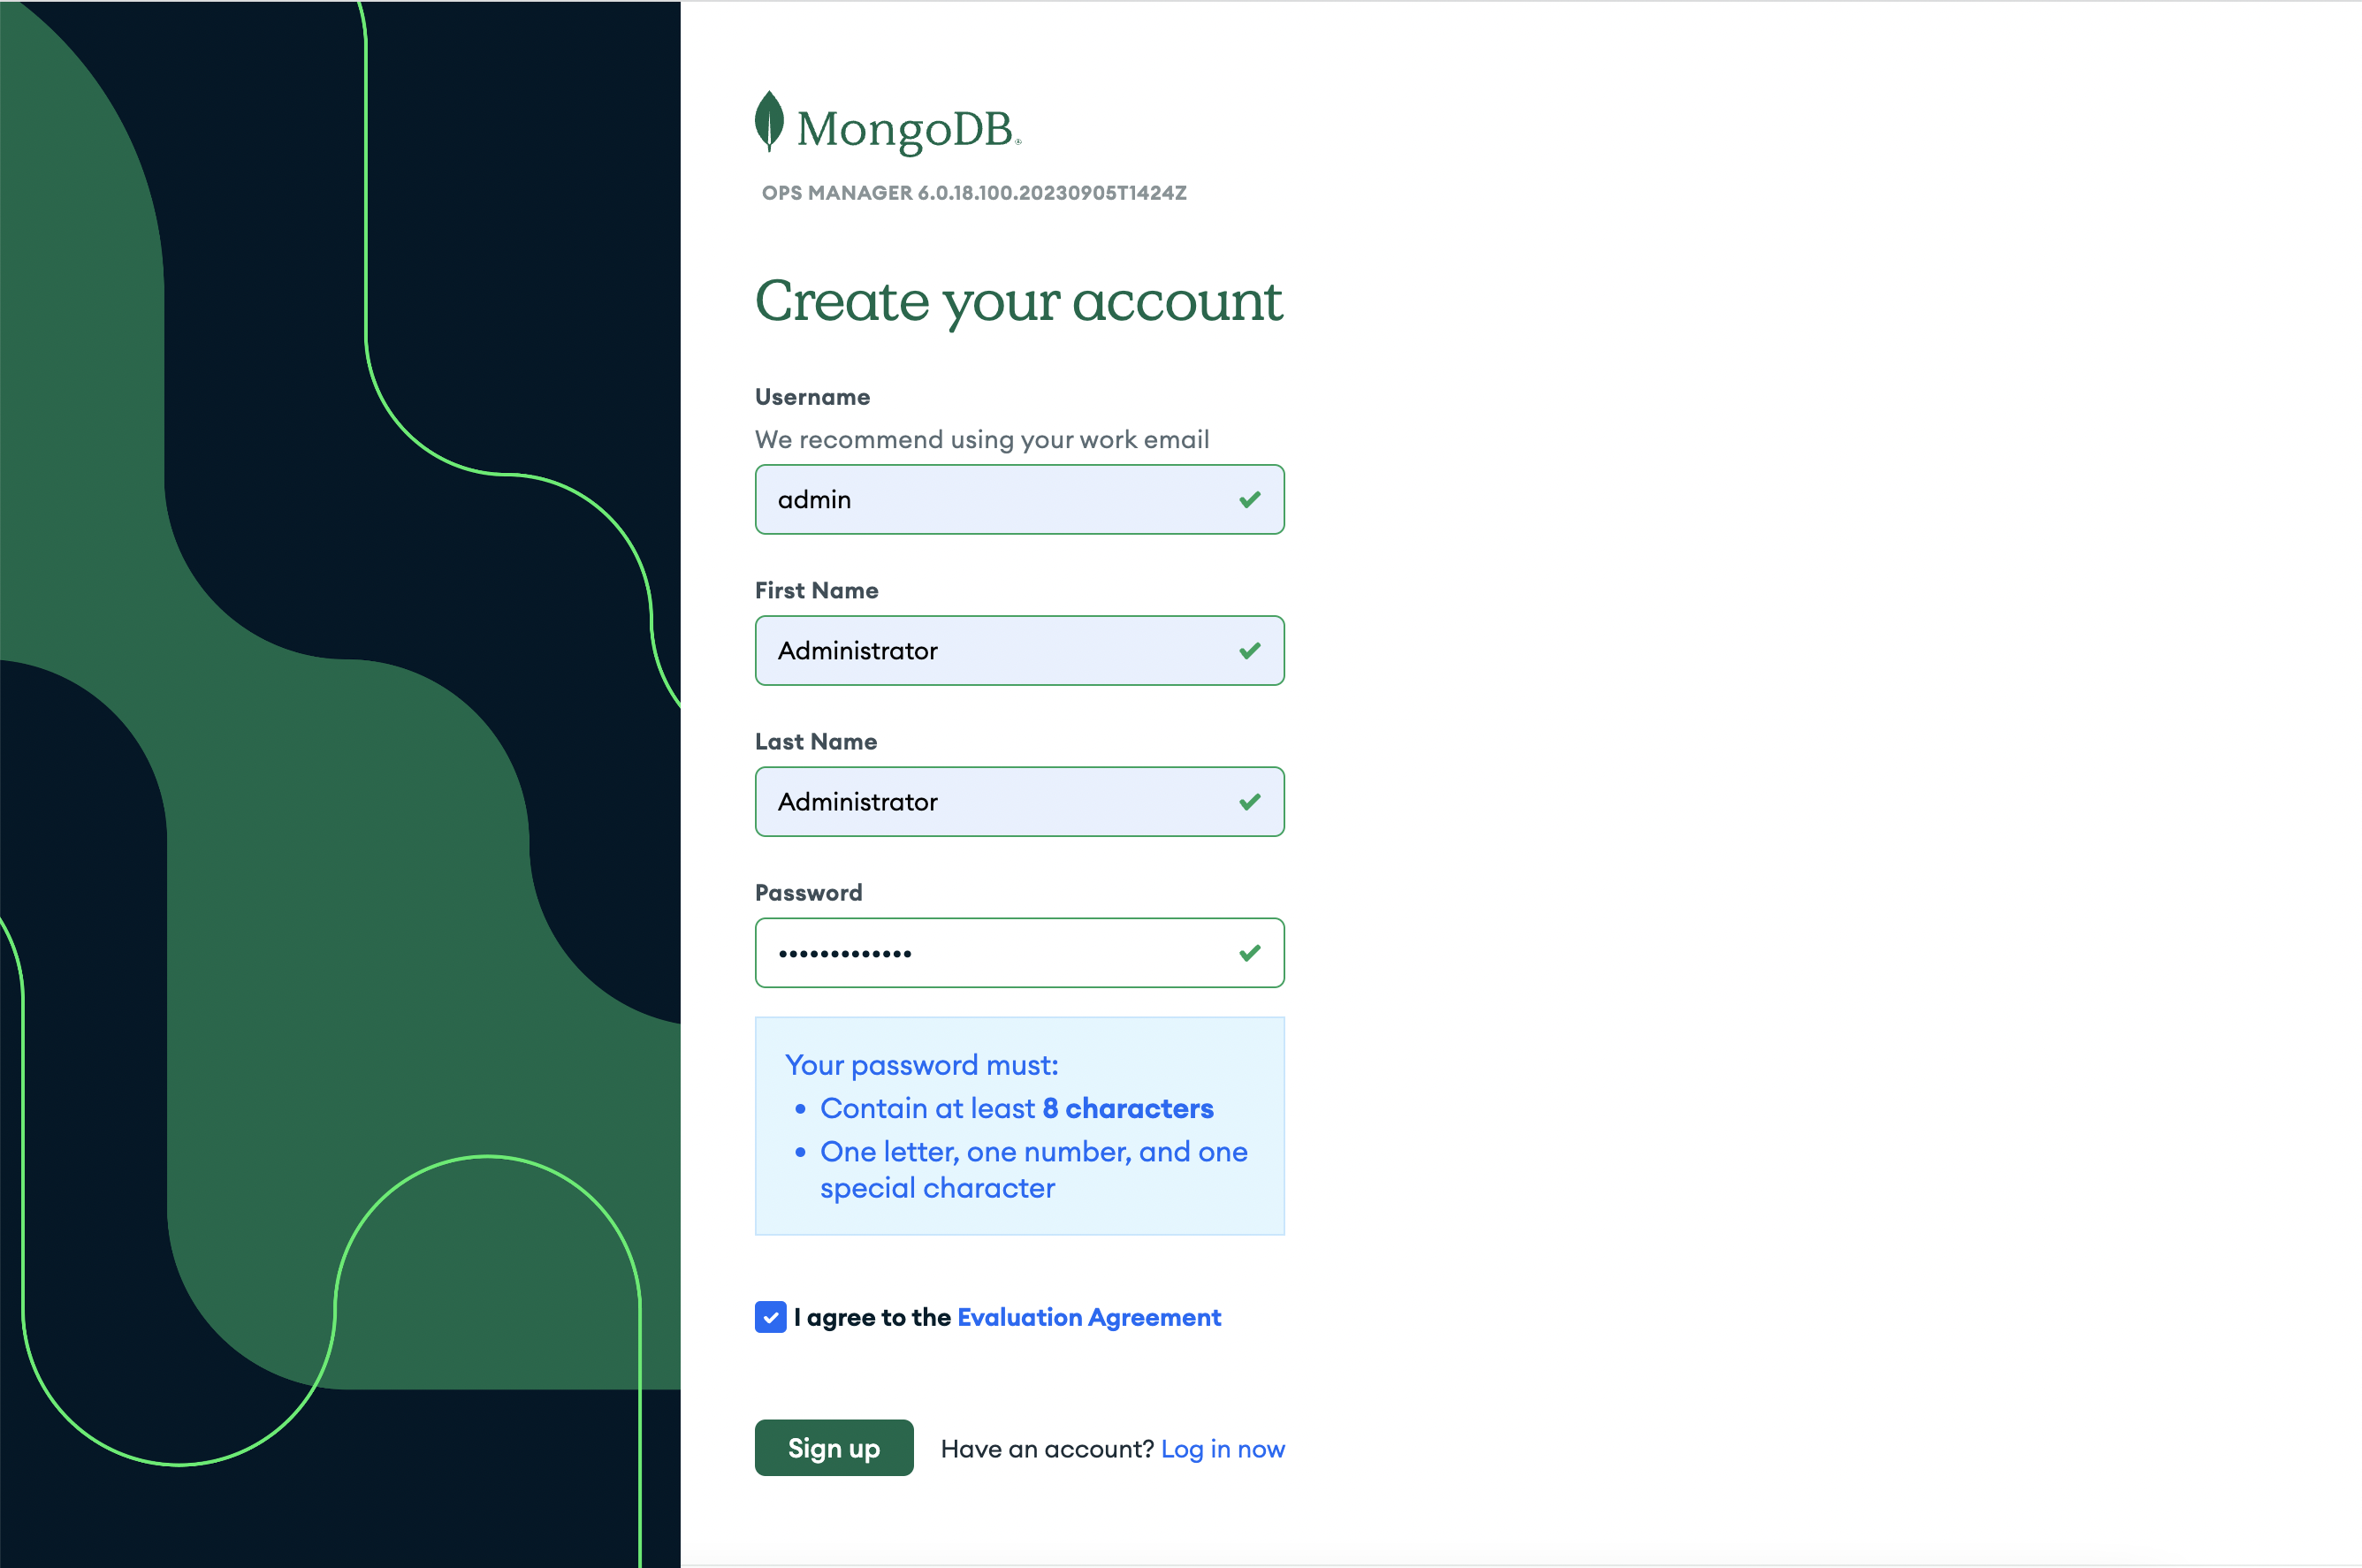 MongoDB®
OPS MANAGER 6.0.18.100.20230905T1424Z
Create your account
Username
We recommend using your work email
admin
First Name
Administrator
Last Name
Administrator
Password
•••••••••••••
Your password must:
• Contain at least 8 characters
• One letter, one number, and one
special character
I agree to the Evaluation Agreement
Sign up
Have an account? Log in now